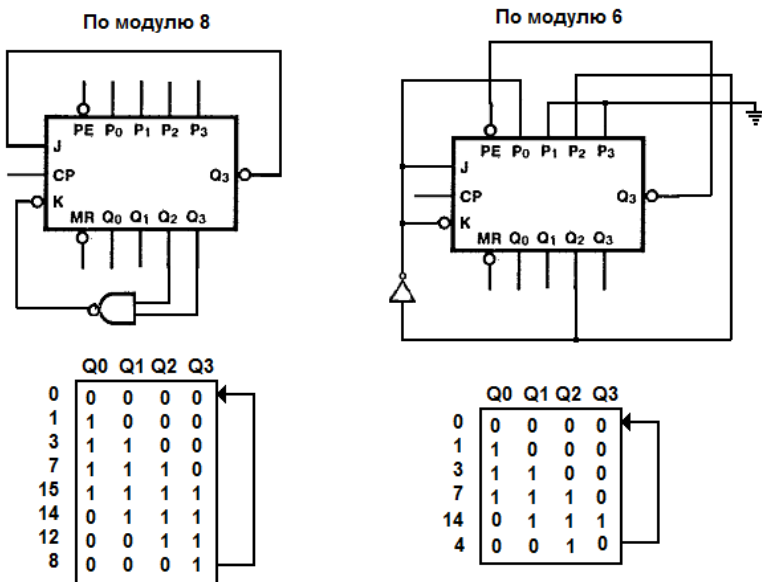 По модулю 8
PE P0 P1 P2 P3
J
CP
K
Q3
MR Q0 Q1 Q2 Q3
Q0 Q1 Q2 Q3
0 0 0 0 0
1 1 0 0 0
3 1 1 0 0
7 1 1 1 0
15 1 1 1 1
14 0 1 1 1
12 0 0 1 1
8 0 0 0 1
По модулю 6
PE P0 P1 P2 P3
J
CP
K
Q3
MR Q0 Q1 Q2 Q3
Q0 Q1 Q2 Q3
0 0 0 0 0
1 1 0 0 0
3 1 1 0 0
7 1 1 1 0
14 0 1 1 1
4 0 0 1 0